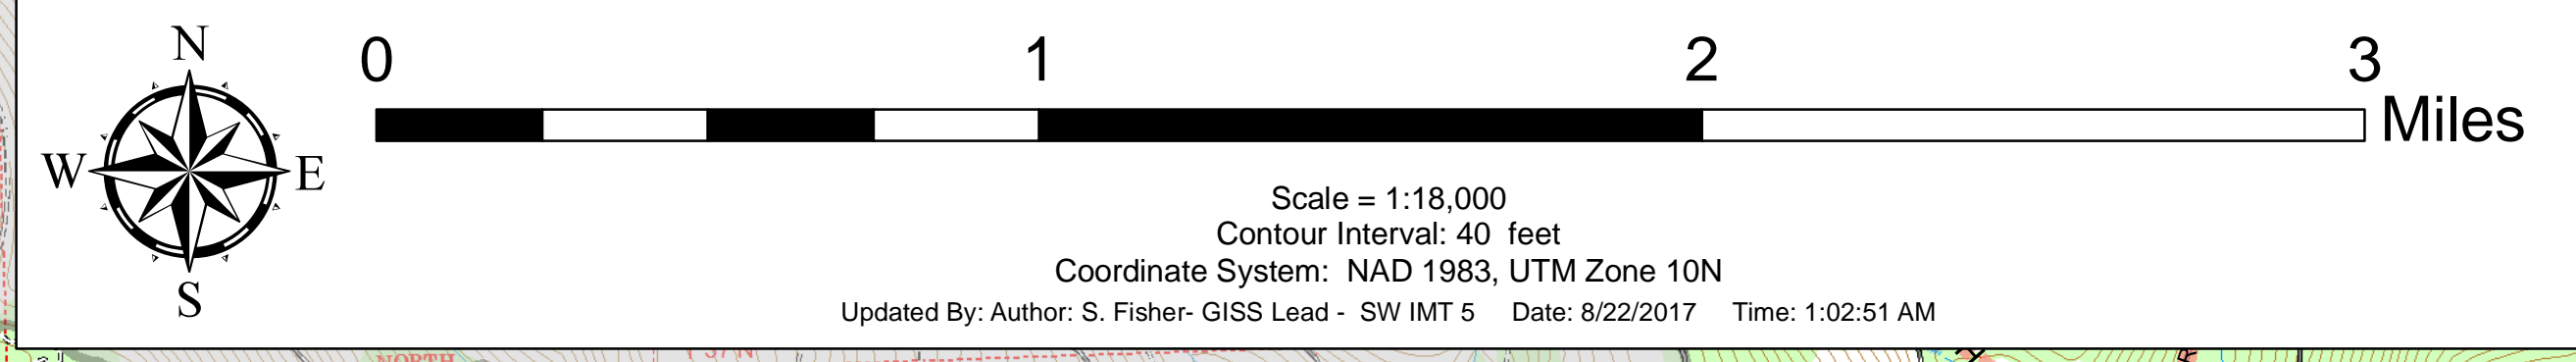 N
W E
S
0 1 2 3
Miles
Scale = 1:18,000
Contour Interval: 40 feet
Coordinate System: NAD 1983, UTM Zone 10N
Updated By: Author: S. Fisher- GISS Lead - SW IMT 5 Date: 8/22/2017 Time: 1:02:51 AM
NORTH